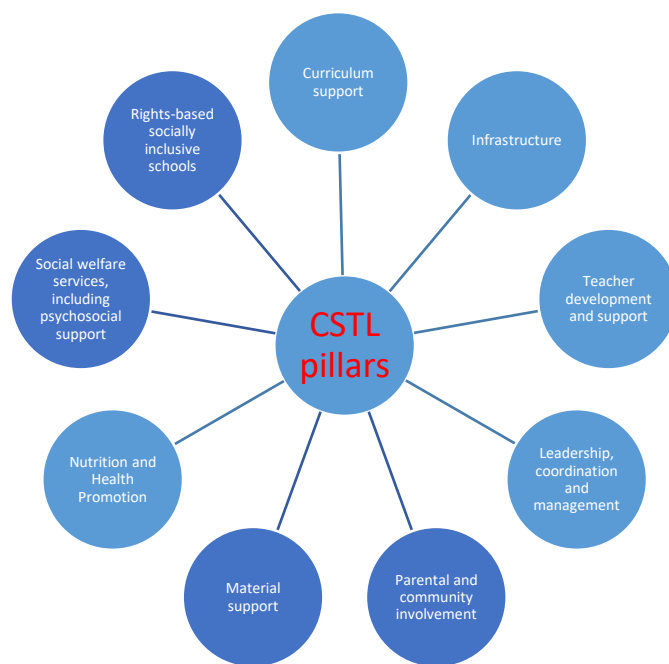 Curriculum
support
Infrastructure
Teacher
development
and support
Leadership,
coordination
and
management
Parental and
community
involvement
Material
support
Nutrition and
Health
Promotion
Social welfare
services,
including
psychosocial
support
Rights-based
socially
inclusive
schools
CSTL
pillars